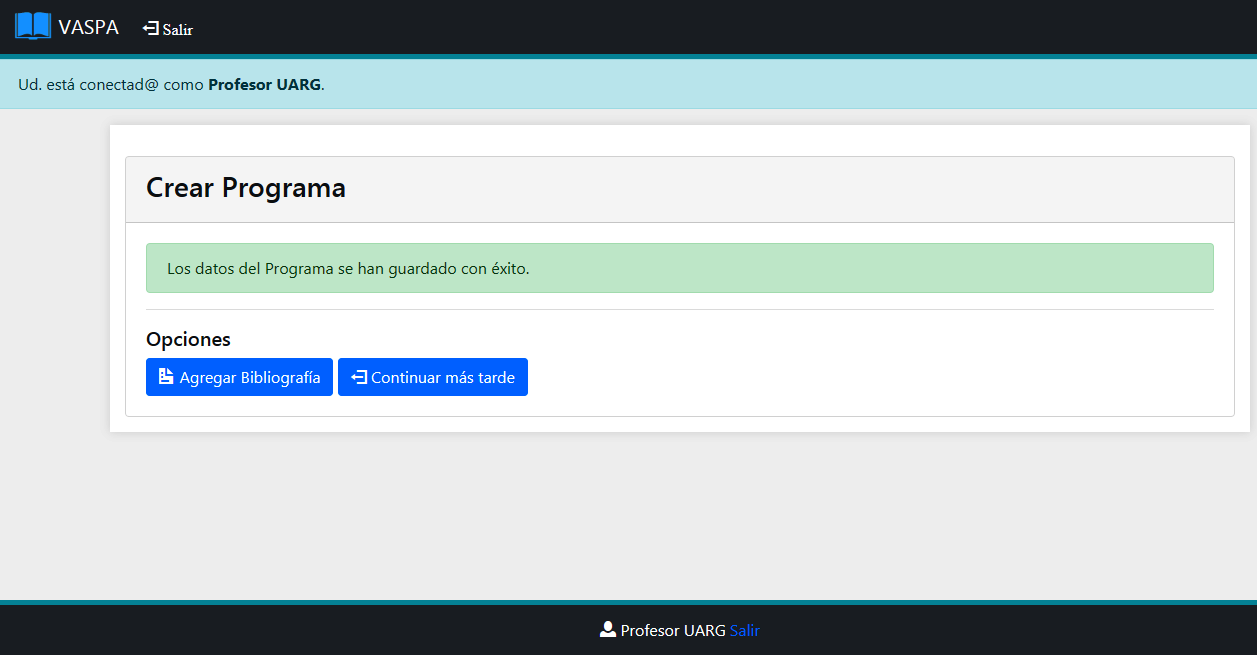 VASPA Salir
Ud. está conectad@ como Profesor UARG.
Crear Programa
Los datos del Programa se han guardado con éxito.
Opciones
Agregar Bibliografía Continuar más tarde
Profesor UARG Salir